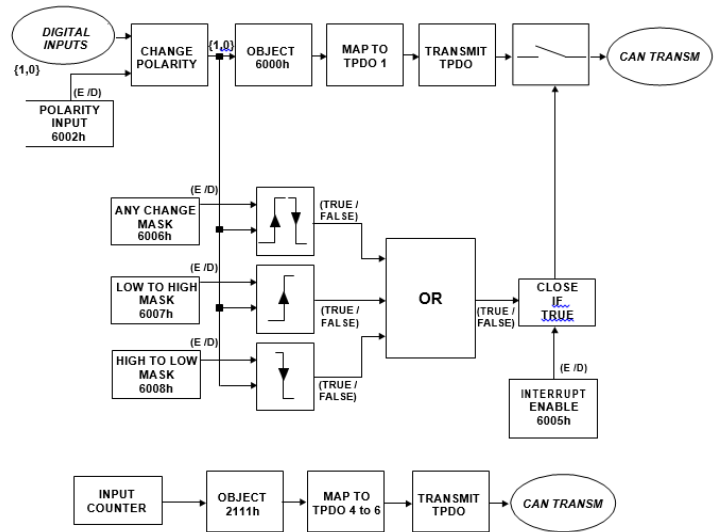 DIGITAL
INPUTS
{1,0}
CHANGE
POLARITY
{1,0}
OBJECT
6000h
MAP TO
TPDO 1
TRANSMIT
TPDO
CAN TRANSM
(E /D)
POLARITY
INPUT
6002h
(E /D)
ANY CHANGE
MASK
6006h
(TRUE /
FALSE)
(E /D)
LOW TO HIGH
MASK
6007h
(TRUE /
FALSE)
(E /D)
HIGH TO LOW
MASK
6008h
(TRUE /
FALSE)
OR
(TRUE /
FALSE)
CLOSE
IF
TRUE
(E /D)
INTERRUPT
ENABLE
6005h
INPUT
COUNTER
OBJECT
2111h
MAP TO
TPDO 4 to 6
TRANSMIT
TPDO
CAN TRANSM